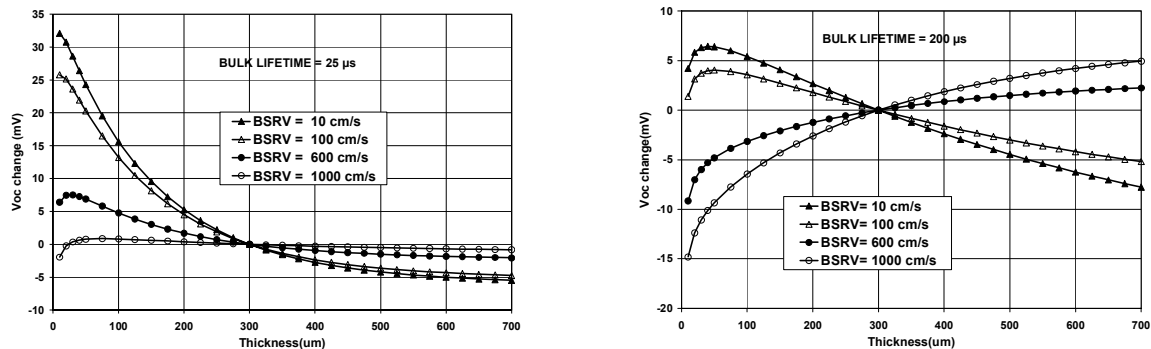 35
30
25
20
15
10
5
0
-5
-10
Voc change (mV)
BULK LIFETIME = 25 µs
BSRV = 10 cm/s
BSRV = 100 cm/s
BSRV = 600 cm/s
BSRV = 1000 cm/s
0 100 200 300 400 500 600 700
Thickness(um)
10
5
0
-5
-10
-15
-20
Voc change(mV)
BULK LIFETIME = 200 µs
BSRV= 10 cm/s
BSRV= 100 cm/s
BSRV= 600 cm/s
BSRV= 1000 cm/s
0 100 200 300 400 500 600 700
Thickness(um)